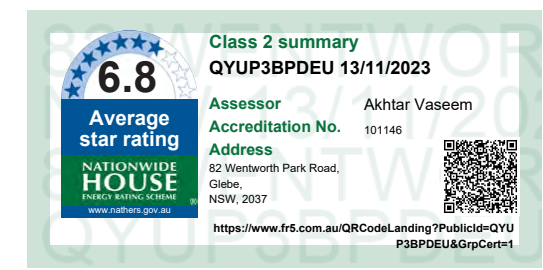 Class 2 summary
QYUP3BPDEU 13/11/2023
6.8
Average
star rating
NATIONWIDE
HOUSE
ENERGY RATING SCHEME
®
www.nathers.gov.au
Assessor Akhtar Vaseem
Accreditation No. 101146
Address
82 Wentworth Park Road,
Glebe,
NSW, 2037
https://www.fr5.com.au/QRCodeLanding?PublicId=QYU
P3BPDEU&GrpCert=1